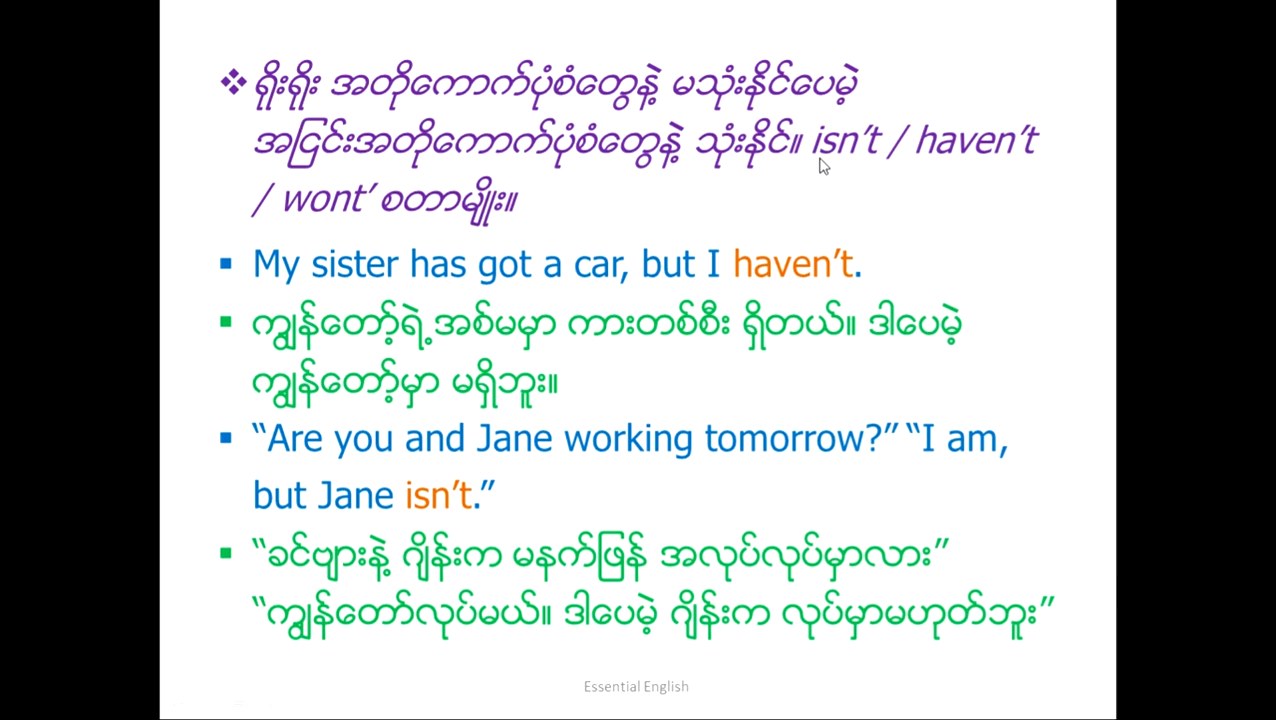 ❖ ရိုးရိုး အတိုကောက်ပုံစံတွေနဲ့ မသုံးနိုင်ပေမဲ့
အငြင်းအတိုကောက်ပုံစံတွေနဲ့ သုံးနိုင်။ isn’t / haven’t
/ wont’ စတာမျိုး။
▪ My sister has got a car, but I haven’t.
▪ ကျွန်တော့်ရဲ့ အစ်မမှာ ကားတစ်စီး ရှိတယ်။ ဒါပေမဲ့
ကျွန်တော့်မှာ မရှိဘူး။
▪ “Are you and Jane working tomorrow?” “I am,
but Jane isn’t.”
▪ “ခင်ဗျားနဲ့ ဂျိန်းက မနက်ဖြန် အလုပ်လုပ်မှာလား”
“ကျွန်တော်လုပ်မယ်။ ဒါပေမဲ့ ဂျိန်းက လုပ်မှာမဟုတ်ဘူး”
Essential English